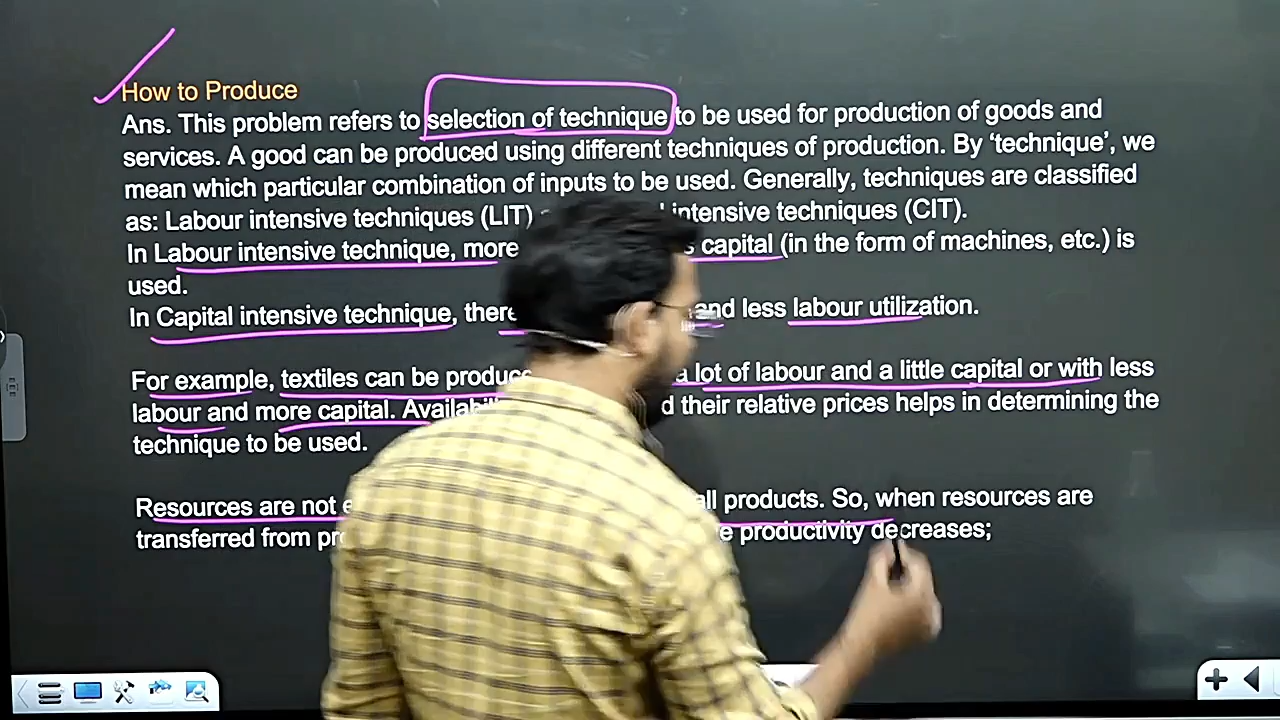 How to Produce
Ans. This problem refers to selection of technique to be used for production of goods and
services. A good can be produced using different techniques of production. By ‘technique’, we
mean which particular combination of inputs to be used. Generally, techniques are classified
as: Labour intensive techniques (LIT) intensive techniques (CIT).
In Labour intensive technique, more capital (in the form of machines, etc.) is
used.
In Capital intensive technique, and less labour utilization.
For example, textiles can be a lot of labour and a little capital or with less
labour and more capital. their relative prices helps in determining the
technique to be used.
Resources are not products. So, when resources are
transferred from productivity decreases;